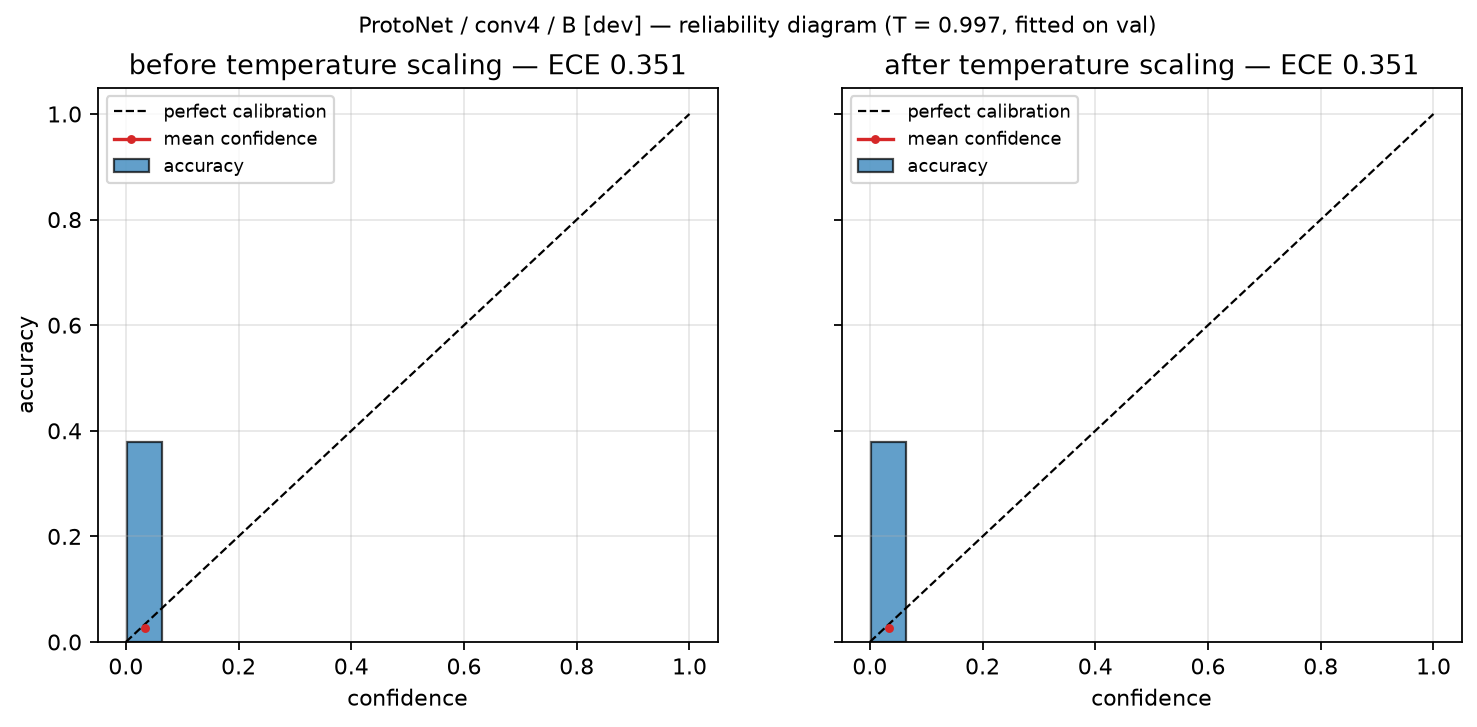 ProtoNet / conv4 / B [dev] — reliability diagram (T = 0.997, fitted on val)
before temperature scaling — ECE 0.351
perfect calibration
mean confidence
accuracy
1.0
0.8
0.6
0.4
0.2
0.0
accuracy
0.0 0.2 0.4 0.6 0.8 1.0
confidence
after temperature scaling — ECE 0.351
perfect calibration
mean confidence
accuracy
0.0 0.2 0.4 0.6 0.8 1.0
confidence